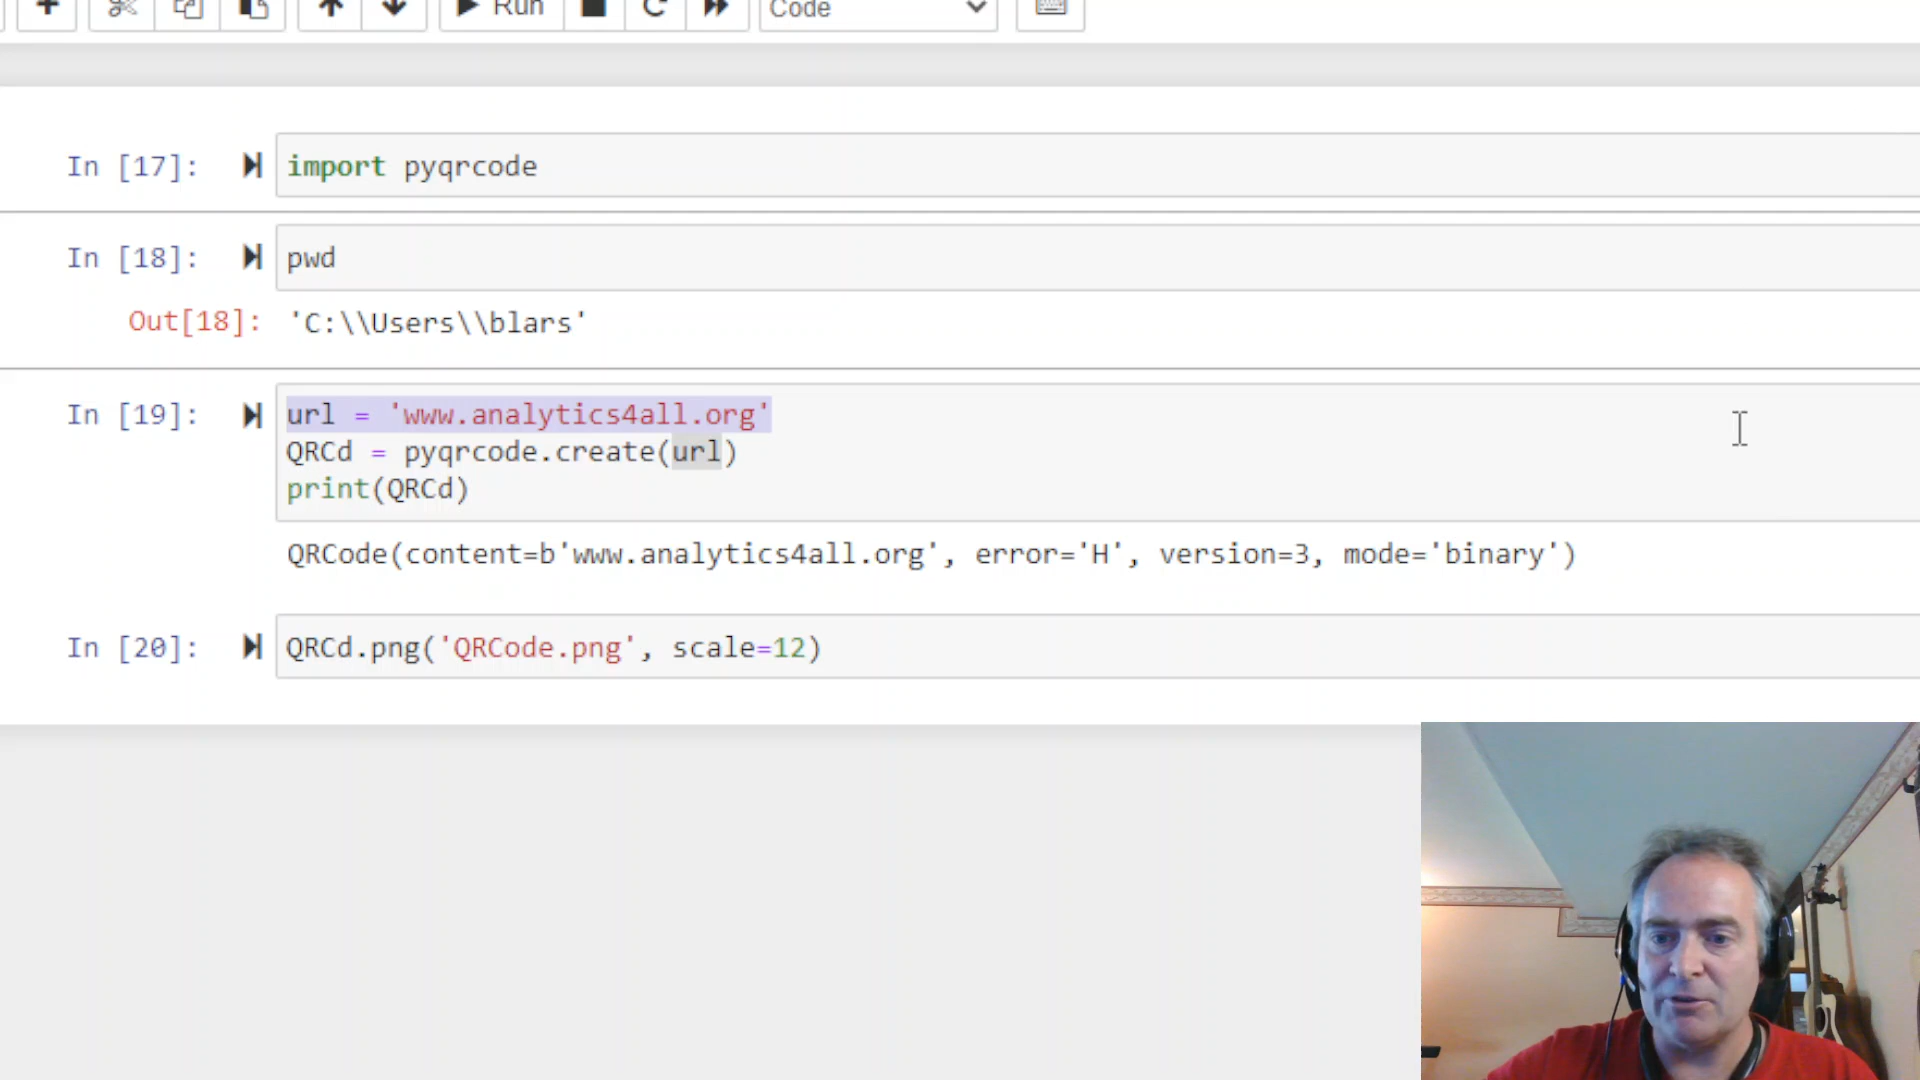 Run
Code
In [17]: import pyqrcode
In [18]: pwd
Out[18]: 'C:\\Users\\blars'
In [19]: url = 'www.analytics4all.org'
QRCd = pyqrcode.create(url)
print(QRCd)
QRCode(content=b'www.analytics4all.org', error='H', version=3, mode='binary')
In [20]: QRCd.png('QRCode.png', scale=12)